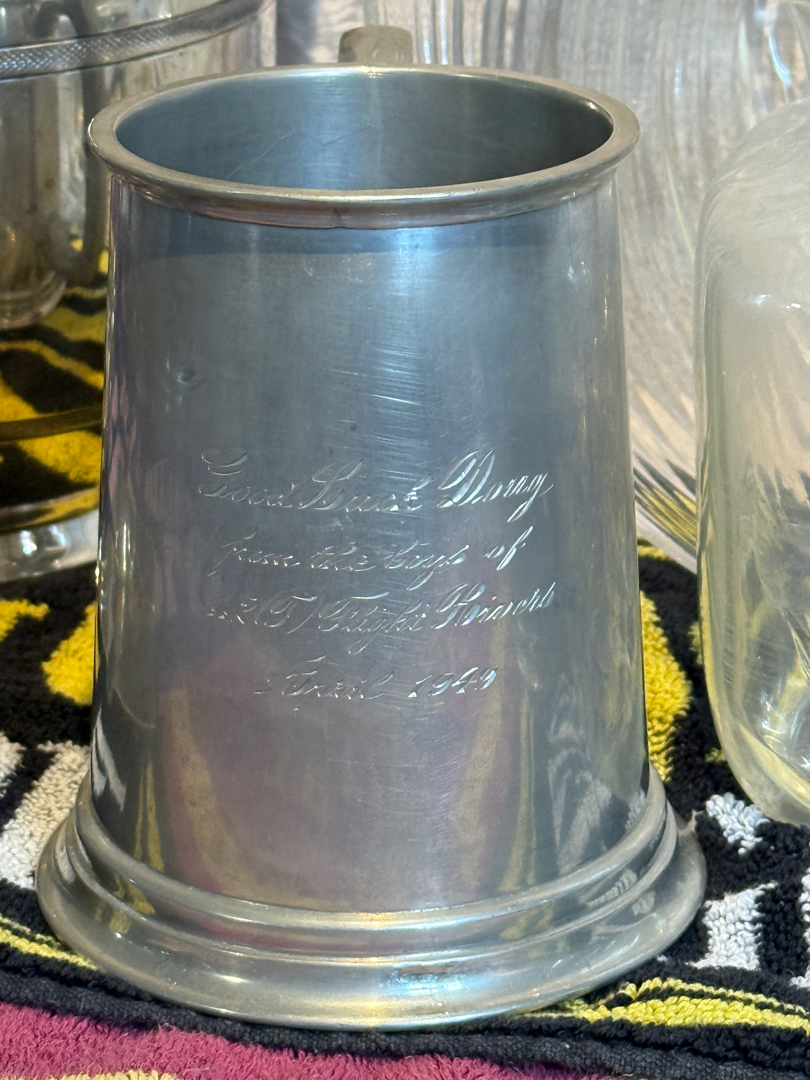 Good Luck Doug
from the boys of
Flight
April 1949